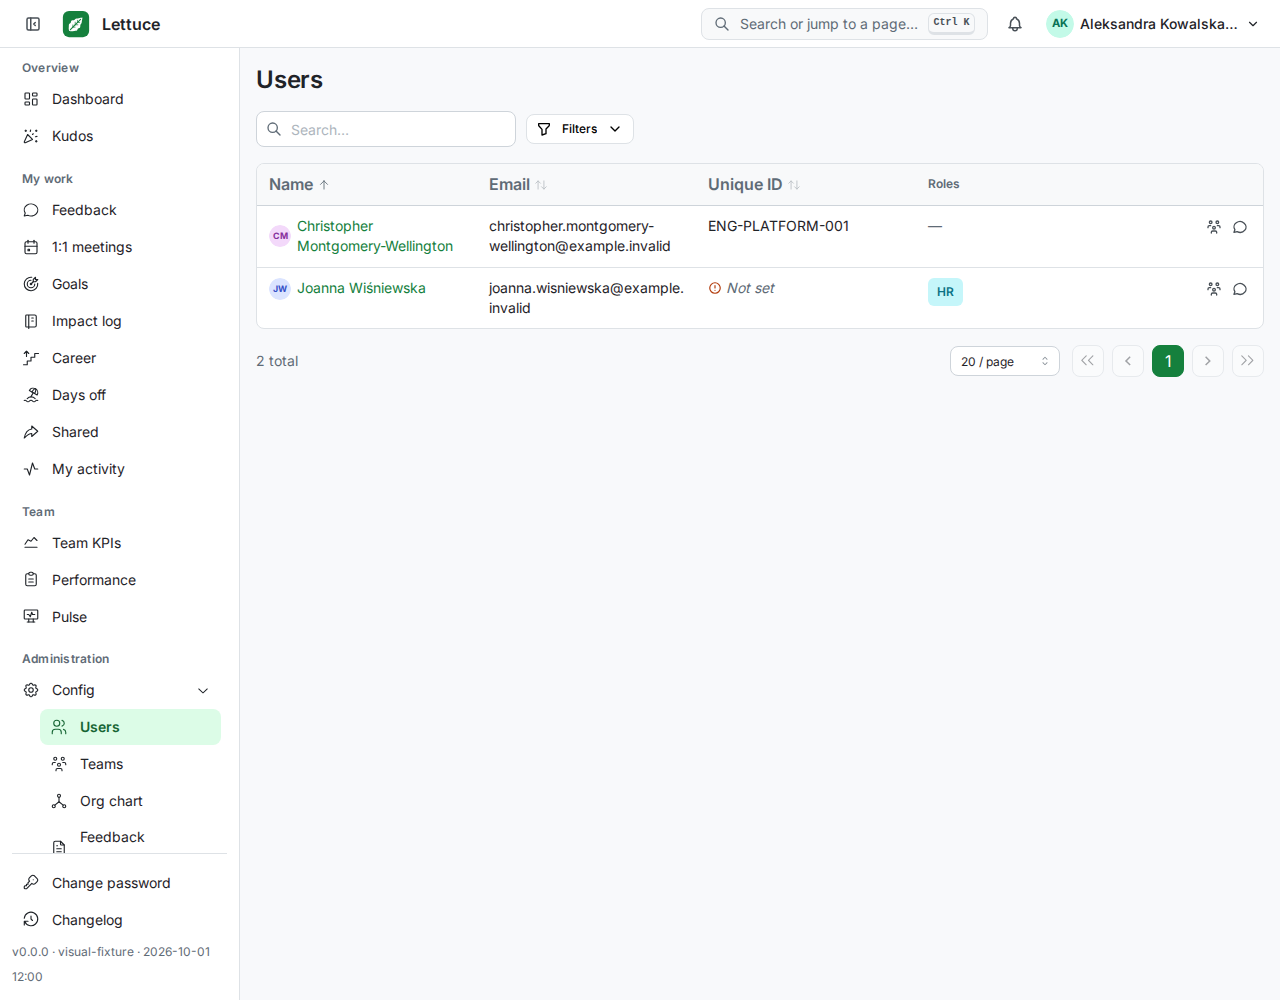 Lettuce
Search or jump to a page...
Ctrl K
AK
Aleksandra Kowalska...
Overview
Dashboard
Kudos
My work
Feedback
1:1 meetings
Goals
Impact log
Career
Days off
Shared
My activity
Team
Team KPIs
Performance
Pulse
Administration
Config
Users
Teams
Org chart
Feedback
Change password
Changelog
v0.0.0 · visual-fixture · 2026-10-01
12:00
Users
Search...
Filters
Name
Email
Unique ID
Roles
CM
Christopher
Montgomery-Wellington
christopher.montgomery-
wellington@example.invalid
ENG-PLATFORM-001
—
JW
Joanna Wiśniewska
joanna.wisniewska@example.
invalid
Not set
HR
2 total
20 / page
1